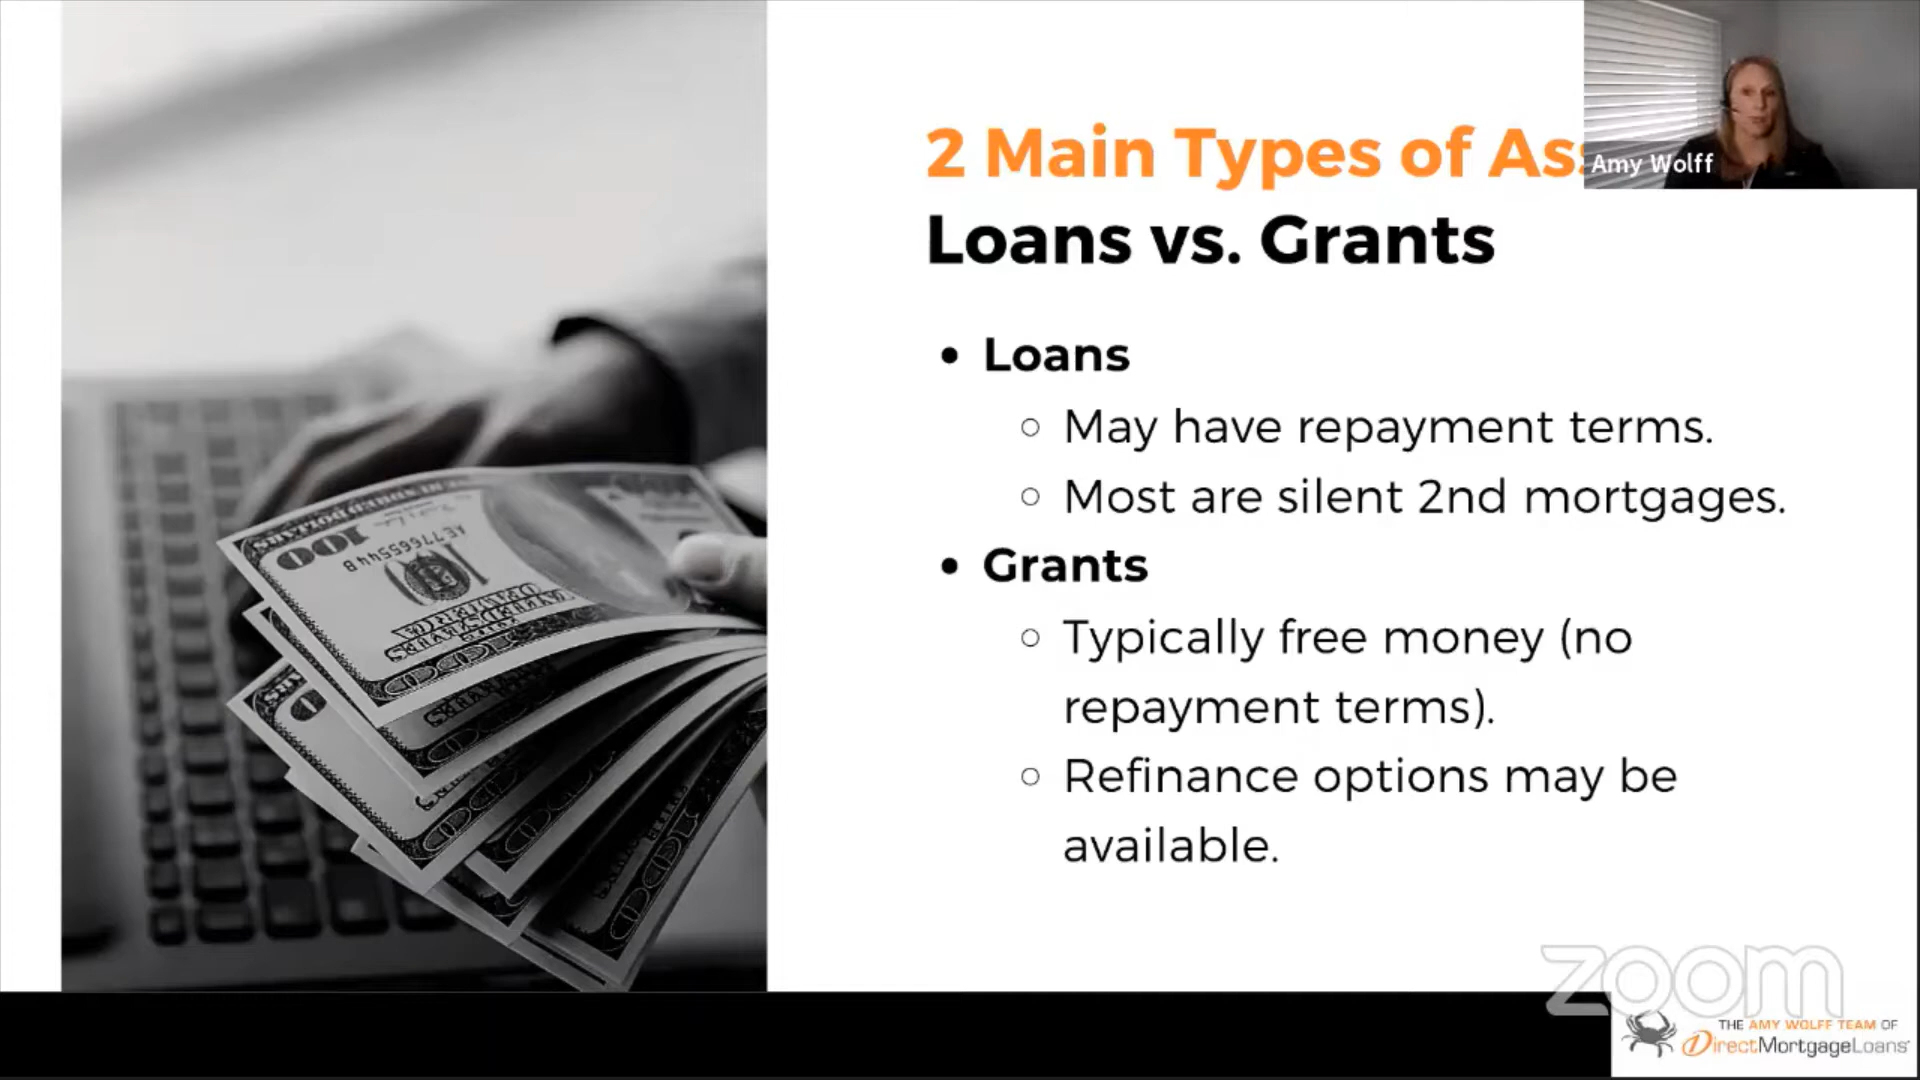 2 Main Types of
Amy Wolff
Loans vs. Grants
• Loans
○ May have repayment terms.
○ Most are silent 2nd mortgages.
• Grants
○ Typically free money (no
repayment terms).
○ Refinance options may be
available.
100
AE77665544B
zoom
THE AMY WOLFF TEAM OF
DirectMortgageLoans